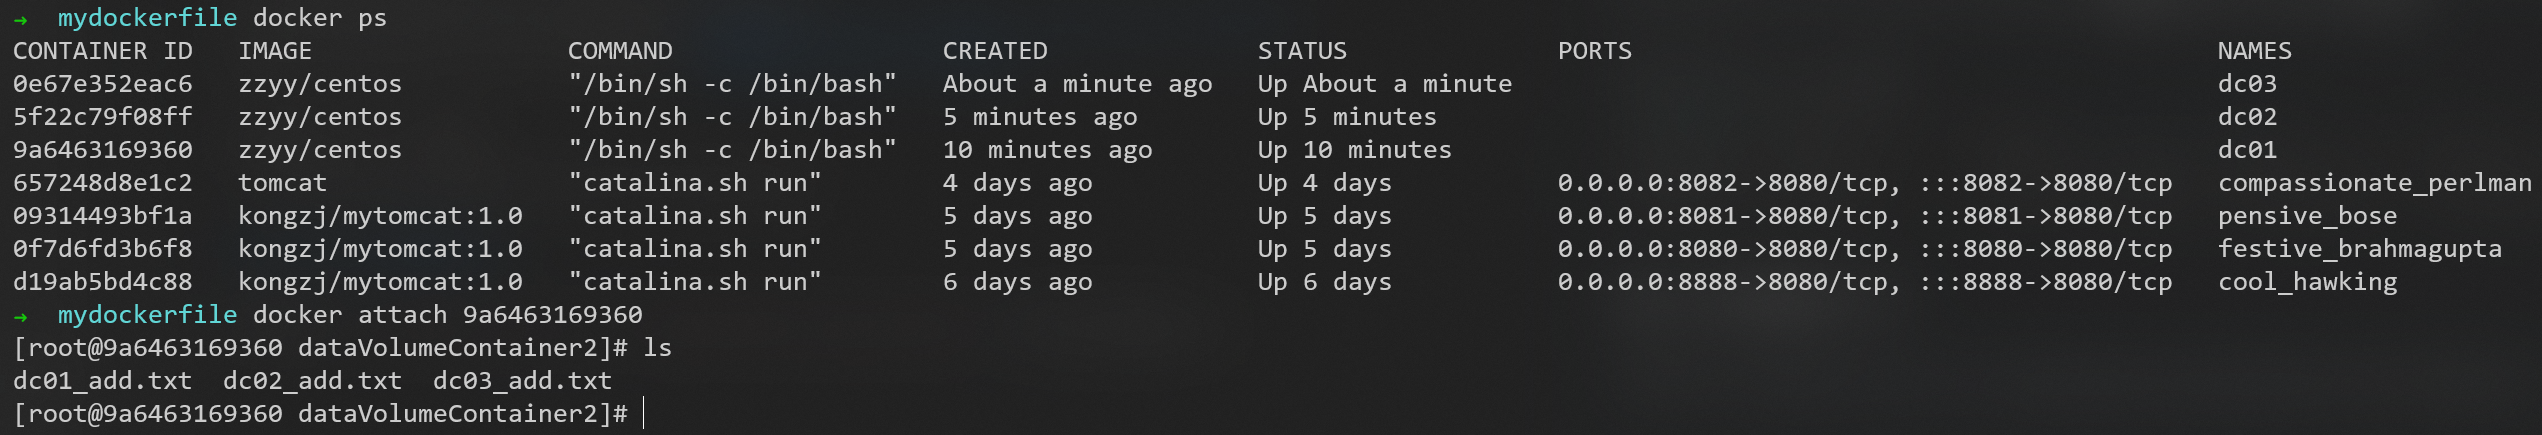 →  mydockerfile docker ps
CONTAINER ID   IMAGE                 COMMAND                  CREATED              STATUS              PORTS                                       NAMES
0e67e352eac6   zzyy/centos           "/bin/sh -c /bin/bash"   About a minute ago   Up About a minute                                               dc03
5f22c79f08ff   zzyy/centos           "/bin/sh -c /bin/bash"   5 minutes ago        Up 5 minutes                                                    dc02
9a6463169360   zzyy/centos           "/bin/sh -c /bin/bash"   10 minutes ago       Up 10 minutes                                                   dc01
657248d8e1c2   tomcat                "catalina.sh run"        4 days ago           Up 4 days           0.0.0.0:8082->8080/tcp, :::8082->8080/tcp   compassionate_perlman
09314493bf1a   kongzj/mytomcat:1.0   "catalina.sh run"        5 days ago           Up 5 days           0.0.0.0:8081->8080/tcp, :::8081->8080/tcp   pensive_bose
0f7d6fd3b6f8   kongzj/mytomcat:1.0   "catalina.sh run"        5 days ago           Up 5 days           0.0.0.0:8080->8080/tcp, :::8080->8080/tcp   festive_brahmagupta
d19ab5bd4c88   kongzj/mytomcat:1.0   "catalina.sh run"        6 days ago           Up 6 days           0.0.0.0:8888->8080/tcp, :::8888->8080/tcp   cool_hawking
→  mydockerfile docker attach 9a6463169360
[root@9a6463169360 dataVolumeContainer2]# ls
dc01_add.txt  dc02_add.txt  dc03_add.txt
[root@9a6463169360 dataVolumeContainer2]#